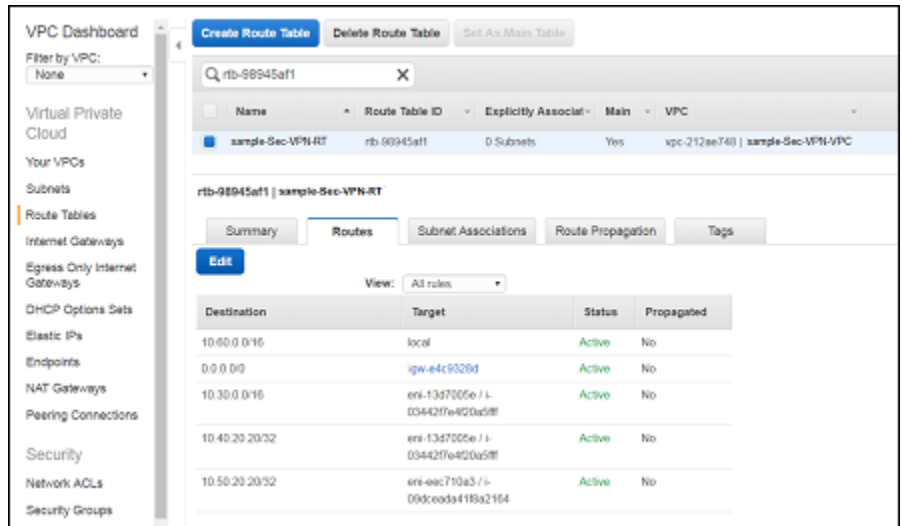 VPC Dashboard
Filter by VPC:
None
Virtual Private
Cloud
Your VPCs
Subnets
Route Tables
Internet Gateways
Egress Only Internet
Gateways
DHCP Options Sets
Elastic IPs
Endpoints
NAT Gateways
Peering Connections
Security
Network ACLs
Security Groups
Create Route Table Delete Route Table Set As Main Table
rtb-98945af1
Name Route Table ID Explicitly Associat Main VPC
sample-Sec-VPN-RT rtb-98945af1 0 Subnets Yes vpc-212ae748 | sample-Sec-VPN-VPC
rtb-98945af1 | sample-Sec-VPN-RT
Summary Routes Subnet Associations Route Propagation Tags
Edit
View: All rules
Destination Target Status Propagated
10.60.0.0/16 local Active No
0.0.0.0/0 igw-e4c9328d Active No
10.30.0.0/16 eni-13d7005e / i- Active No
03442f7e4f20a5fff
10.40.20.20/32 eni-13d7005e / i- Active No
03442f7e4f20a5fff
10.50.20.20/32 eni-eec710a3 / i- Active No
09dceada41f8a2164